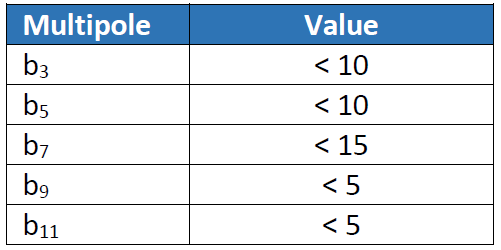 Multipole Value
b₃ < 10
b₅ < 10
b₇ < 15
b₉ < 5
b₁₁ < 5